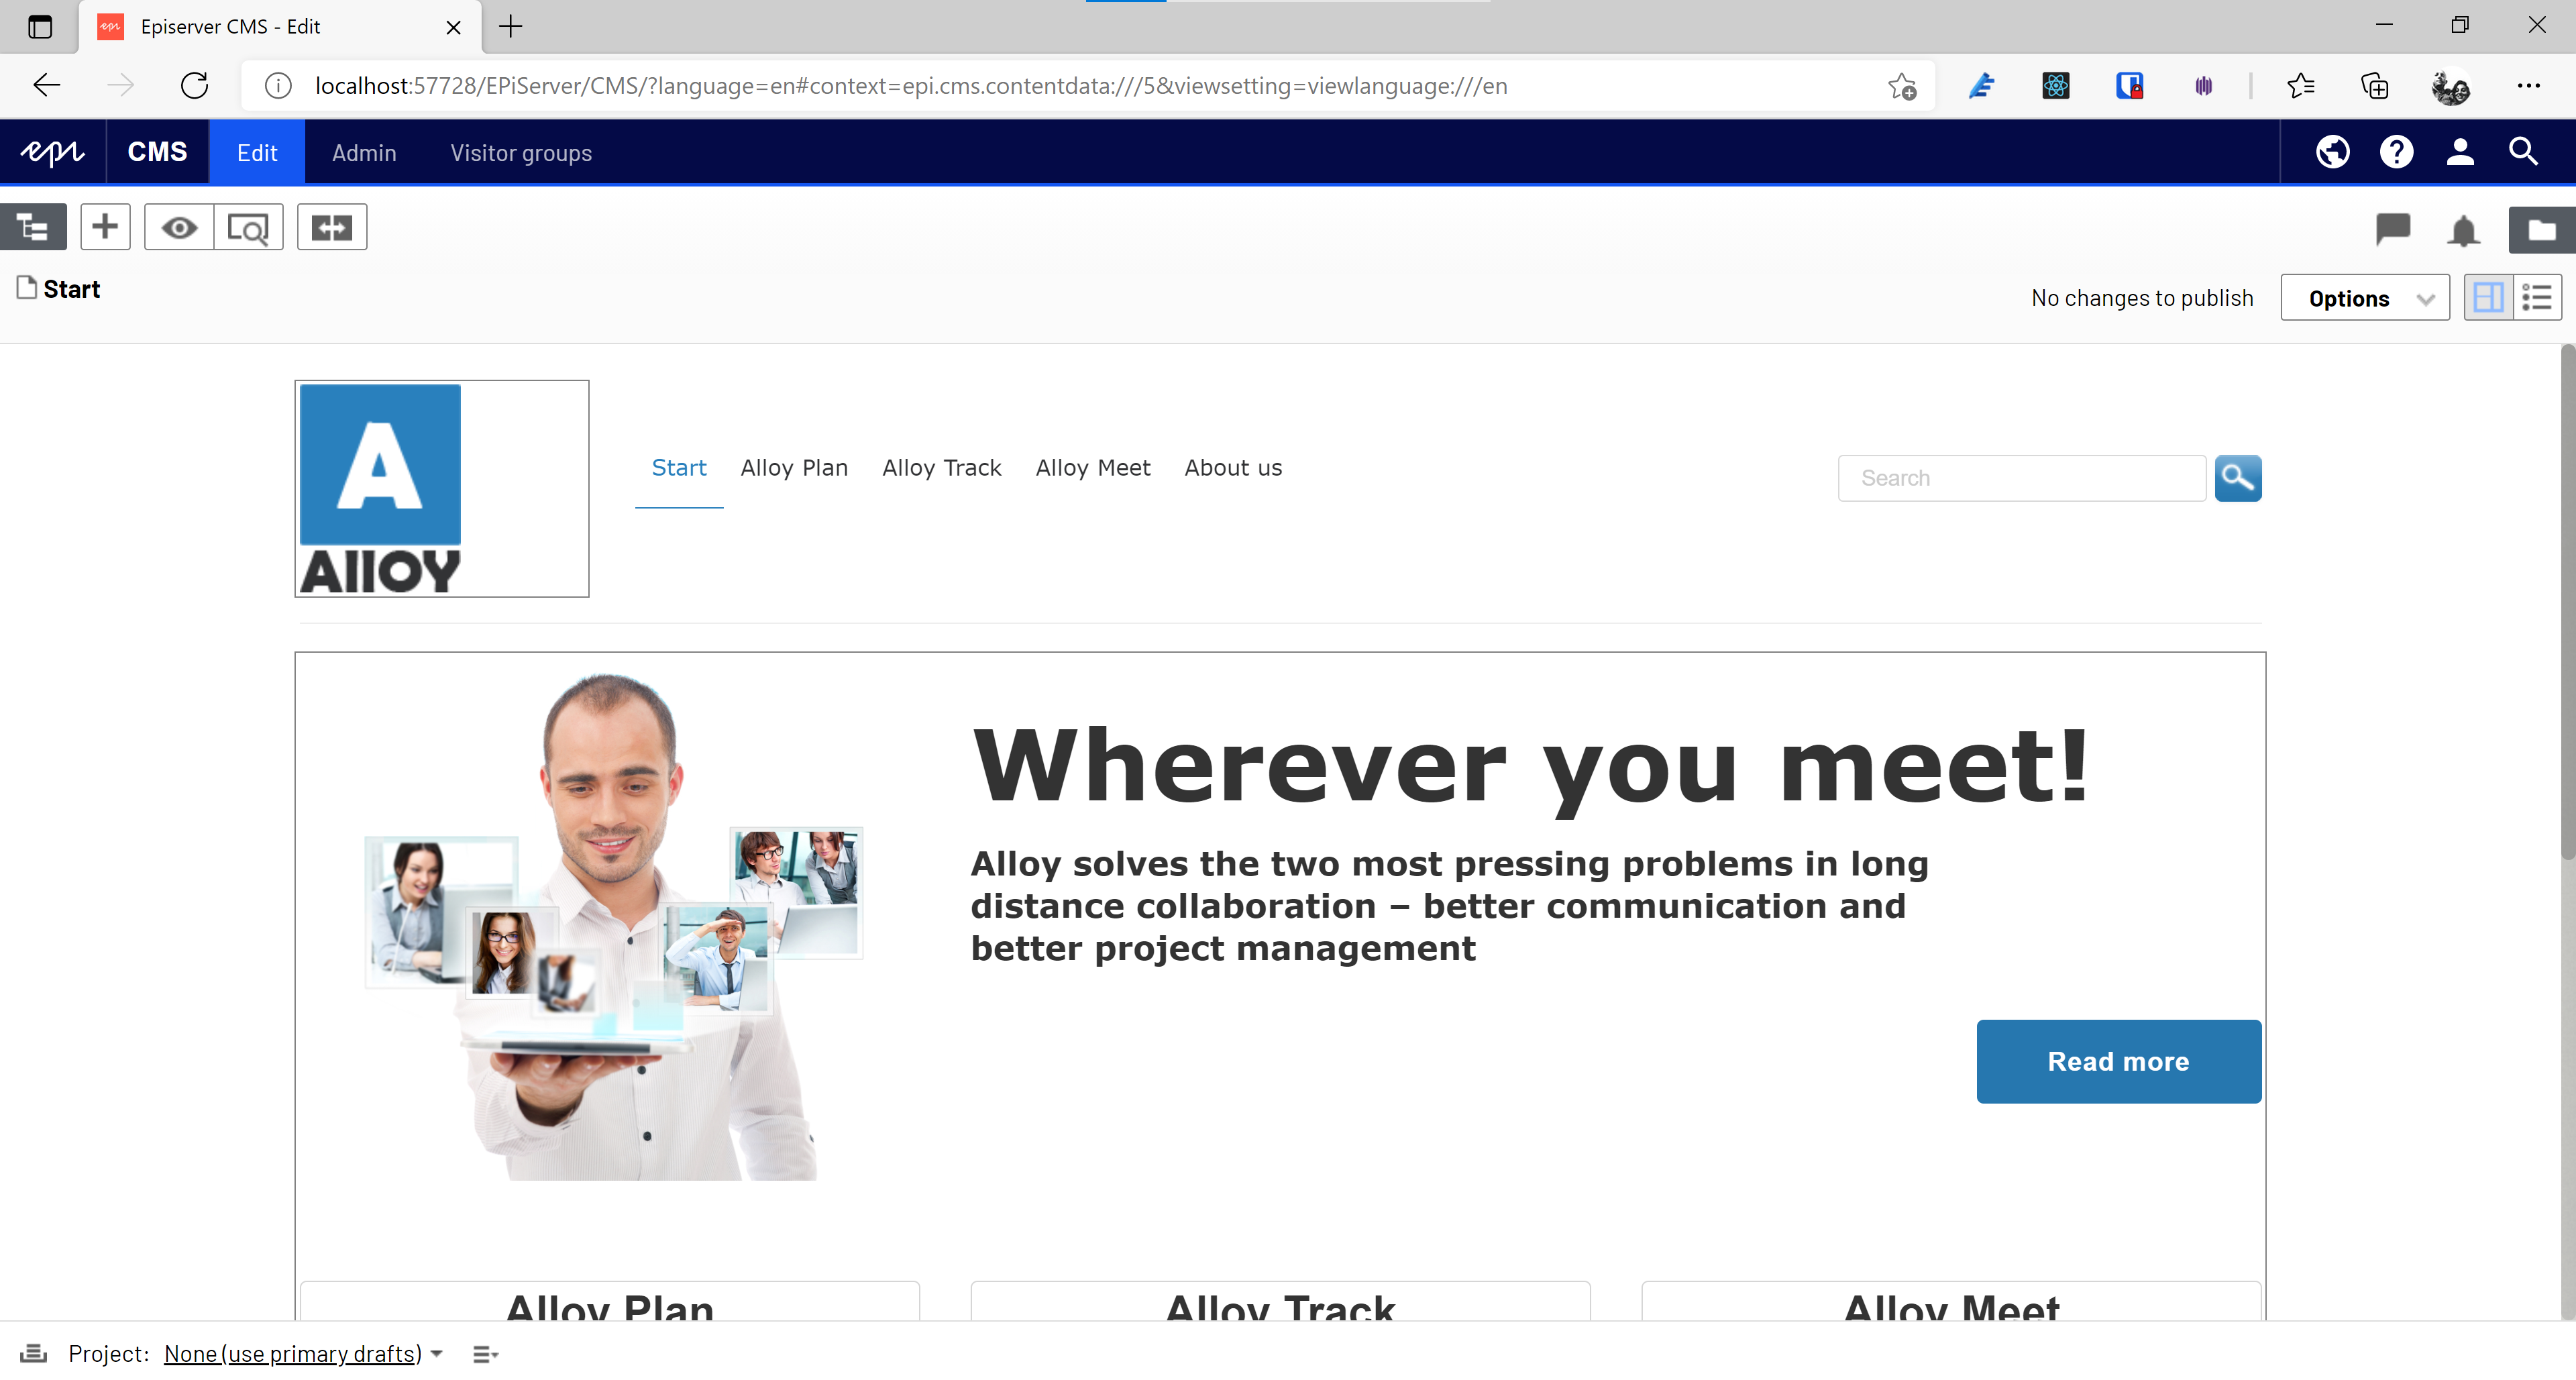 epi Episerver CMS - Edit
localhost:57728/EPiServer/CMS/?language=en#context=epi.cms.contentdata:///5&viewsetting=viewlanguage:///en
epi CMS Edit Admin Visitor groups
Start
No changes to publish Options
A
Alloy
Start Alloy Plan Alloy Track Alloy Meet About us
Search
Wherever you meet!
Alloy solves the two most pressing problems in long
distance collaboration – better communication and
better project management
Read more
Alloy Plan Alloy Track Alloy Meet
Project: None (use primary drafts)